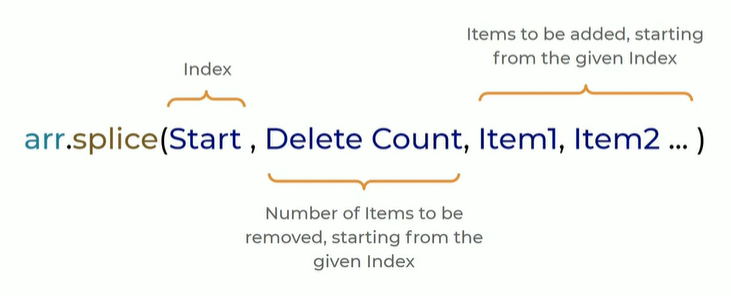 Items to be added, starting
from the given Index
Index
arr.splice(Start , Delete Count, Item1, Item2 ... )
Number of Items to be
removed, starting from the
given Index